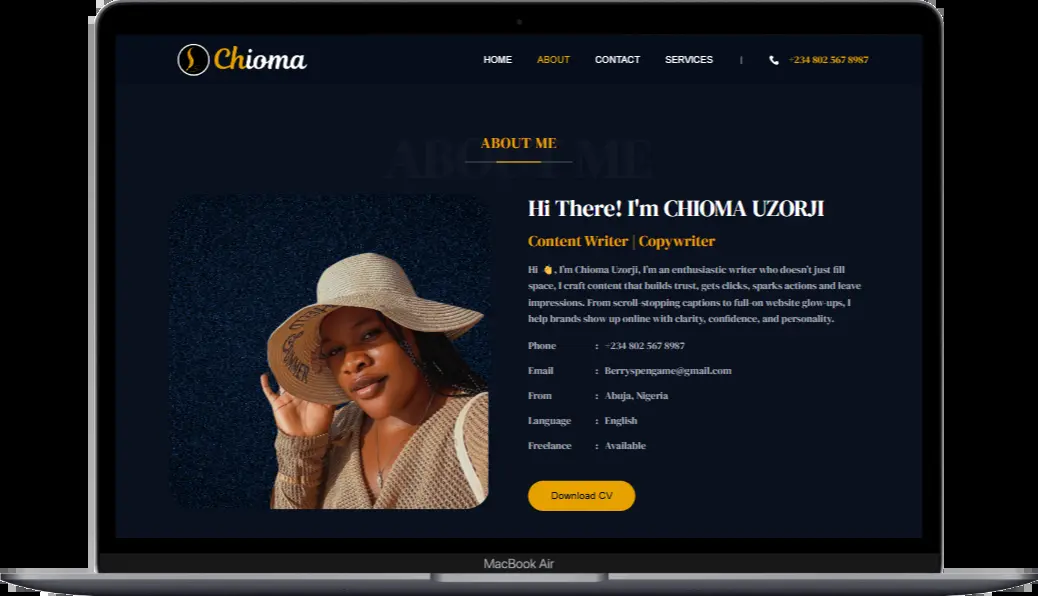 Chioma
HOME ABOUT CONTACT SERVICES | +234 802 567 8987
ABOUT ME
ABOUT ME
Hi There! I'm CHIOMA UZORJI
Content Writer | Copywriter
Hi 👋, I'm Chioma Uzorji, I'm an enthusiastic writer who doesn't just fill
space, I craft content that builds trust, gets clicks, sparks actions and leave
impressions. From scroll-stopping captions to full-on website glow-ups, I
help brands show up online with clarity, confidence, and personality.
Phone : +234 802 567 8987
Email : Berryspengame@gmail.com
From : Abuja, Nigeria
Language : English
Freelance : Available
Download CV
MacBook Air